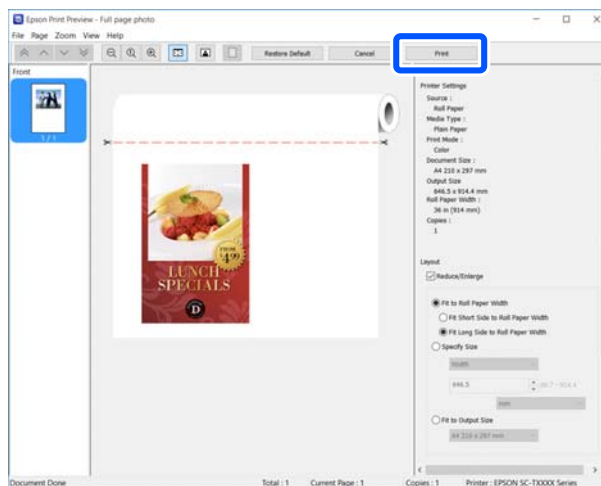 Epson Print Preview - Full page photo
File Page Zoom View Help
Restore Default Cancel Print
Front
1 / 1
FROM
$4.99
LUNCH
SPECIALS
D
Printer Settings
Source :
Roll Paper
Media Type :
Plain Paper
Print Mode :
Color
Document Size :
A4 210 x 297 mm
Output Size
646.5 x 914.4 mm
Roll Paper Width :
36 in (914 mm)
Copies :
1
Layout
Reduce/Enlarge
Fit to Roll Paper Width
Fit Short Side to Roll Paper Width
Fit Long Side to Roll Paper Width
Specify Size
Width
646.5 89.7 - 914.4
mm
Fit to Output Size
A4 210 x 297 mm
Document Done Total : 1 Current Page : 1 Copies : 1 Printer : EPSON SC-TXXXX Series